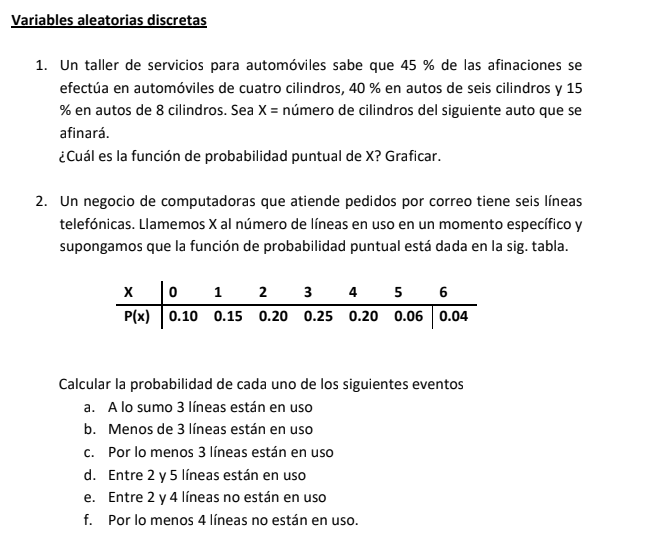 Variables aleatorias discretas
1. Un taller de servicios para automóviles sabe que 45 % de las afinaciones se
efectúa en automóviles de cuatro cilindros, 40 % en autos de seis cilindros y 15
% en autos de 8 cilindros. Sea X = número de cilindros del siguiente auto que se
afinará.
¿Cuál es la función de probabilidad puntual de X? Graficar.
2. Un negocio de computadoras que atiende pedidos por correo tiene seis líneas
telefónicas. Llamemos X al número de líneas en uso en un momento específico y
supongamos que la función de probabilidad puntual está dada en la sig. tabla.
X 0 1 2 3 4 5 6
P(x) 0.10 0.15 0.20 0.25 0.20 0.06 0.04
Calcular la probabilidad de cada uno de los siguientes eventos
a. A lo sumo 3 líneas están en uso
b. Menos de 3 líneas están en uso
c. Por lo menos 3 líneas están en uso
d. Entre 2 y 5 líneas están en uso
e. Entre 2 y 4 líneas no están en uso
f. Por lo menos 4 líneas no están en uso.